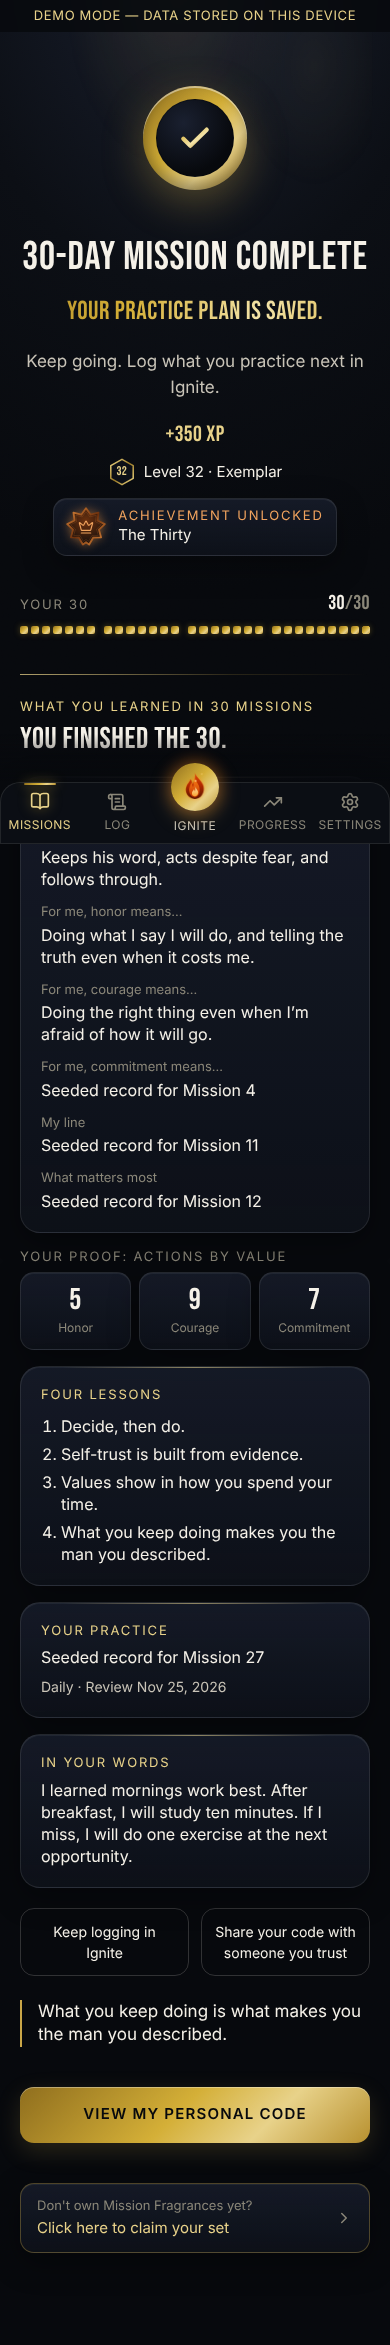 DEMO MODE — DATA STORED ON THIS DEVICE
30-DAY MISSION COMPLETE
YOUR PRACTICE PLAN IS SAVED.
Keep going. Log what you practice next in
Ignite.
+350 XP
32 Level 32 · Exemplar
ACHIEVEMENT UNLOCKED
The Thirty
YOUR 30 30/30
WHAT YOU LEARNED IN 30 MISSIONS
YOU FINISHED THE 30.
MISSIONS LOG IGNITE PROGRESS SETTINGS
Keeps his word, acts despite fear, and
follows through.
For me, honor means...
Doing what I say I will do, and telling the
truth even when it costs me.
For me, courage means...
Doing the right thing even when I’m
afraid of how it will go.
For me, commitment means...
Seeded record for Mission 4
My line
Seeded record for Mission 11
What matters most
Seeded record for Mission 12
YOUR PROOF: ACTIONS BY VALUE
5 9 7
Honor Courage Commitment
FOUR LESSONS
1. Decide, then do.
2. Self-trust is built from evidence.
3. Values show in how you spend your
time.
4. What you keep doing makes you the
man you described.
YOUR PRACTICE
Seeded record for Mission 27
Daily · Review Nov 25, 2026
IN YOUR WORDS
I learned mornings work best. After
breakfast, I will study ten minutes. If I
miss, I will do one exercise at the next
opportunity.
Keep logging in
Ignite
Share your code with
someone you trust
What you keep doing is what makes you
the man you described.
VIEW MY PERSONAL CODE
Don't own Mission Fragrances yet?
Click here to claim your set